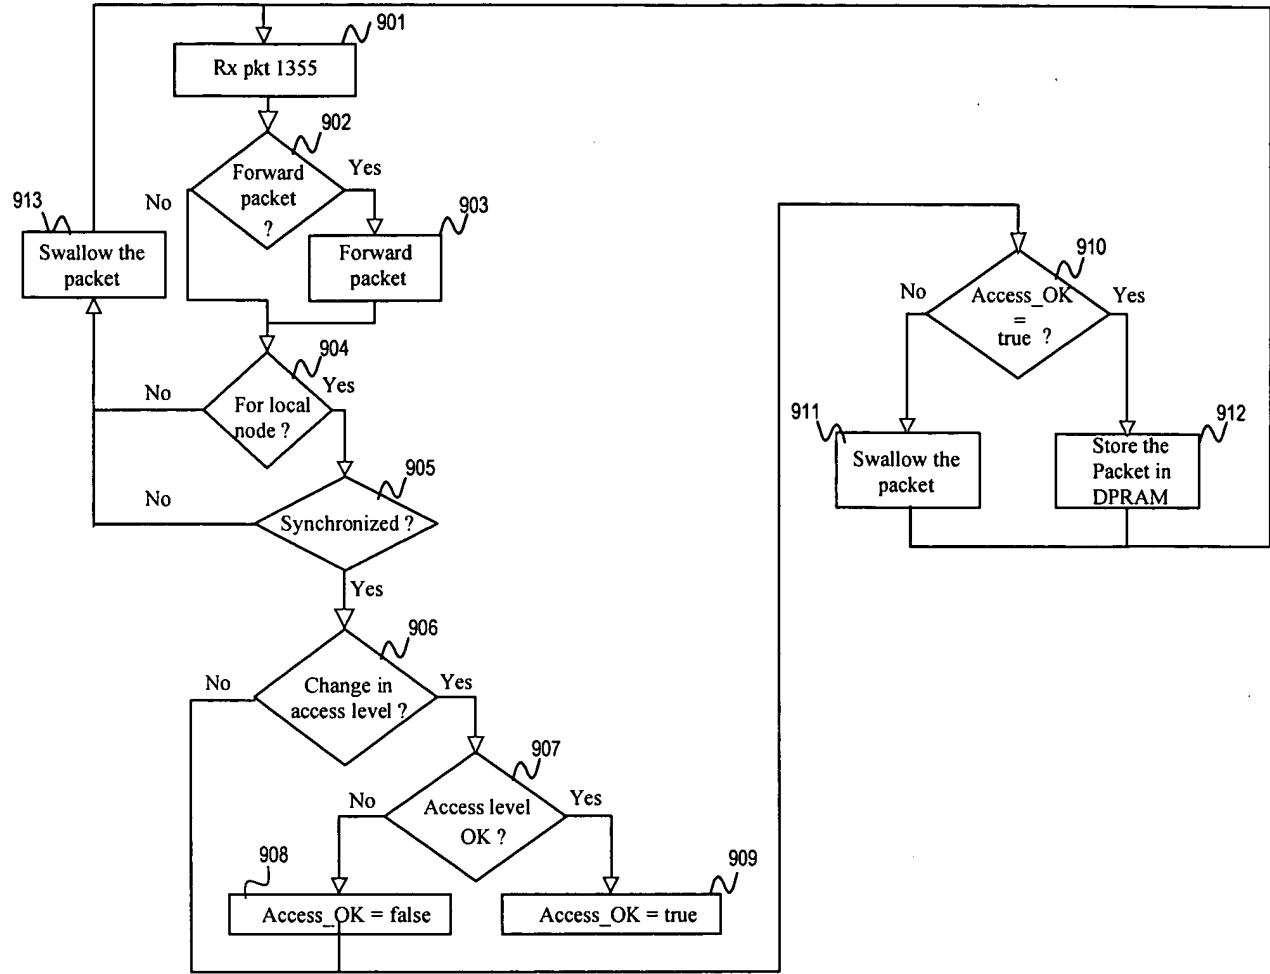 901
Rx pkt 1355
902
Forward
packet
?
Yes
No
903
Forward
packet
913
Swallow the
packet
904
For local
node ?
Yes
No
905
Synchronized ?
No
Yes
906
Change in
access level ?
No
Yes
907
Access level
OK ?
No
Yes
908
Access_OK = false
909
Access_OK = true
910
Access_OK
=
true ?
No
Yes
911
Swallow the
packet
912
Store the
Packet in
DPRAM